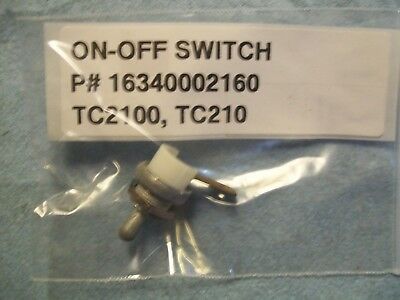 ON-OFF SWITCH
P# 16340002160
TC2100, TC210